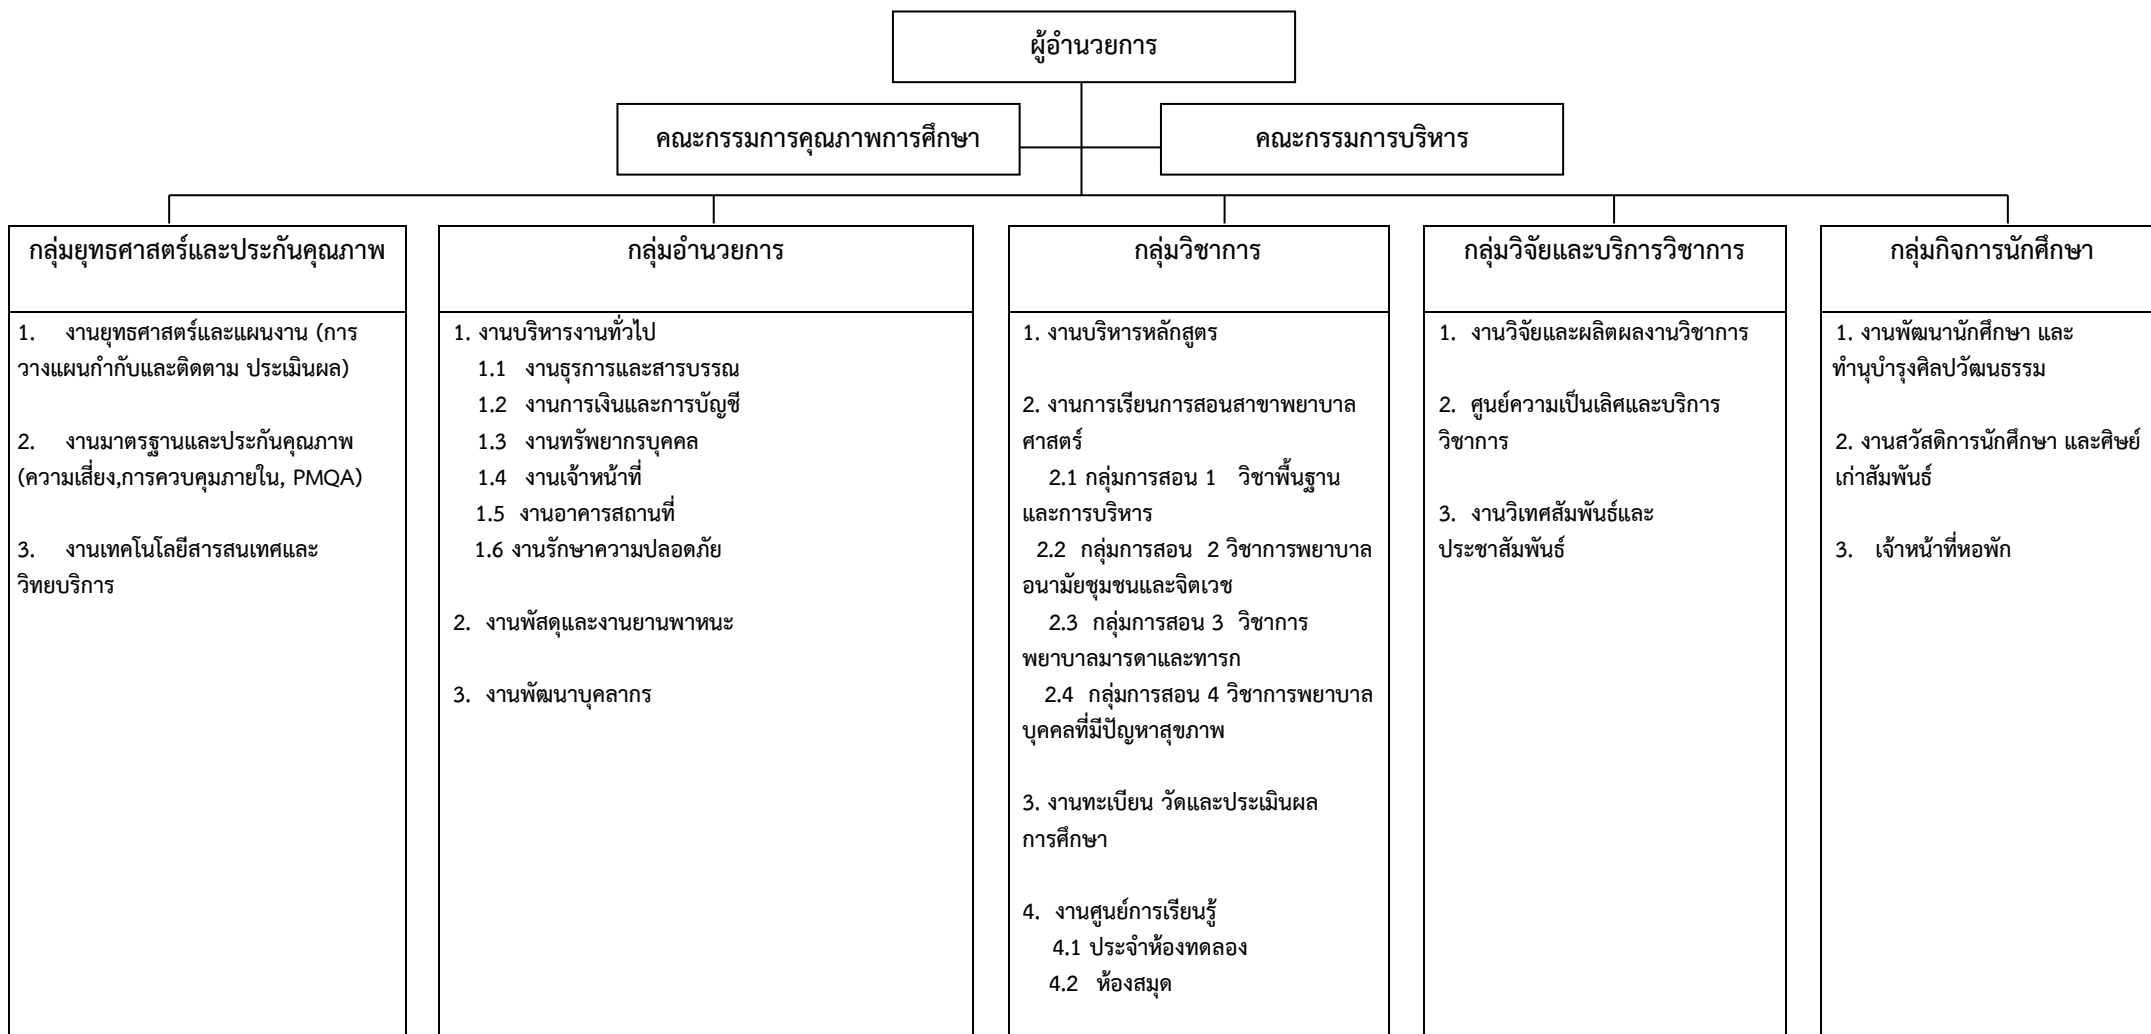 ผู้อำนวยการ
คณะกรรมการคุณภาพการศึกษา
คณะกรรมการบริหาร
กลุ่มยุทธศาสตร์และประกันคุณภาพ
1. งานยุทธศาสตร์และแผนงาน (การ
วางแผนกำกับและติดตาม ประเมินผล)
2. งานมาตรฐานและประกันคุณภาพ
(ความเสี่ยง,การควบคุมภายใน, PMQA)
3. งานเทคโนโลยีสารสนเทศและ
วิทยบริการ
กลุ่มอำนวยการ
1. งานบริหารงานทั่วไป
1.1 งานธุรการและสารบรรณ
1.2 งานการเงินและการบัญชี
1.3 งานทรัพยากรบุคคล
1.4 งานเจ้าหน้าที่
1.5 งานอาคารสถานที่
1.6 งานรักษาความปลอดภัย
2. งานพัสดุและงานยานพาหนะ
3. งานพัฒนาบุคลากร
กลุ่มวิชาการ
1. งานบริหารหลักสูตร
2. งานการเรียนการสอนสาขาพยาบาล
ศาสตร์
2.1 กลุ่มการสอน 1 วิชาพื้นฐาน
และการบริหาร
2.2 กลุ่มการสอน 2 วิชาการพยาบาล
อนามัยชุมชนและจิตเวช
2.3 กลุ่มการสอน 3 วิชาการ
พยาบาลมารดาและทารก
2.4 กลุ่มการสอน 4 วิชาการพยาบาล
บุคคลที่มีปัญหาสุขภาพ
3. งานทะเบียน วัดและประเมินผล
การศึกษา
4. งานศูนย์การเรียนรู้
4.1 ประจำห้องทดลอง
4.2 ห้องสมุด
กลุ่มวิจัยและบริการวิชาการ
1. งานวิจัยและผลิตผลงานวิชาการ
2. ศูนย์ความเป็นเลิศและบริการ
วิชาการ
3. งานวิเทศสัมพันธ์และ
ประชาสัมพันธ์
กลุ่มกิจการนักศึกษา
1. งานพัฒนานักศึกษา และ
ทำนุบำรุงศิลปวัฒนธรรม
2. งานสวัสดิการนักศึกษา และศิษย์
เก่าสัมพันธ์
3. เจ้าหน้าที่หอพัก